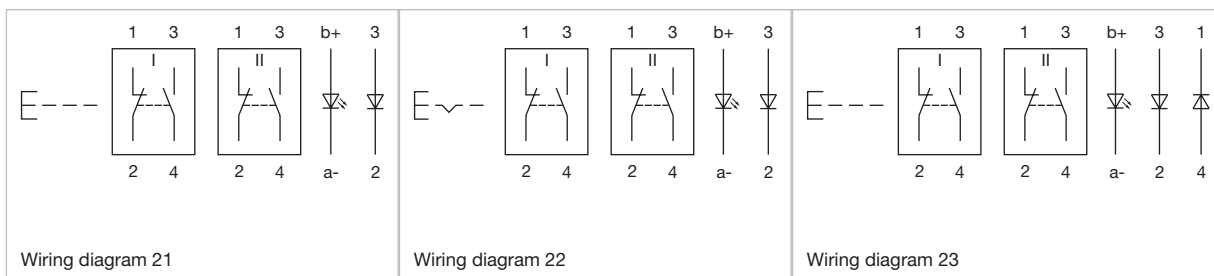 1 3 1 3 b+ 3
I II
2 4 2 4 a- 2
Wiring diagram 21
1 3 1 3 b+ 3
I II
2 4 2 4 a- 2
Wiring diagram 22
1 3 1 3 b+ 3 1
I II
2 4 2 4 a- 2 4
Wiring diagram 23